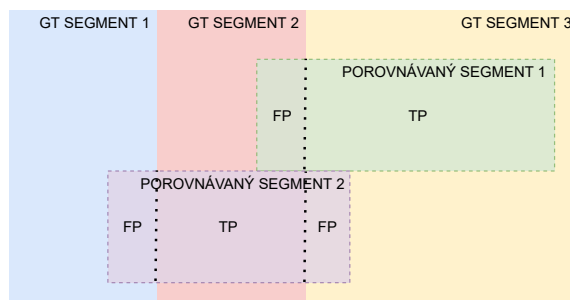 GT SEGMENT 1
GT SEGMENT 2
GT SEGMENT 3
POROVNÁVANÝ SEGMENT 1
FP
TP
POROVNÁVANÝ SEGMENT 2
FP
TP
FP